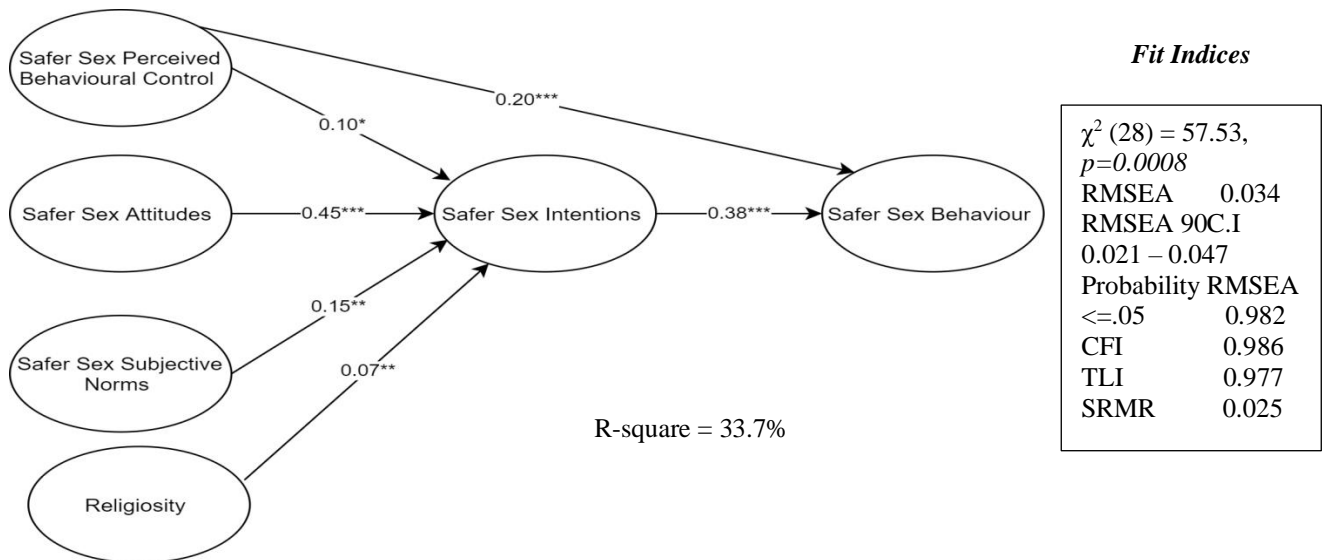 Safer Sex Perceived
Behavioural Control
0.20***
0.10*
Safer Sex Attitudes
0.45***
Safer Sex Intentions
0.38***
Safer Sex Behaviour
0.15**
Safer Sex Subjective
Norms
0.07**
Religiosity
R-square = 33.7%
Fit Indices
χ² (28) = 57.53,
p=0.0008
RMSEA 0.034
RMSEA 90C.I
0.021 – 0.047
Probability RMSEA
<=.05 0.982
CFI 0.986
TLI 0.977
SRMR 0.025